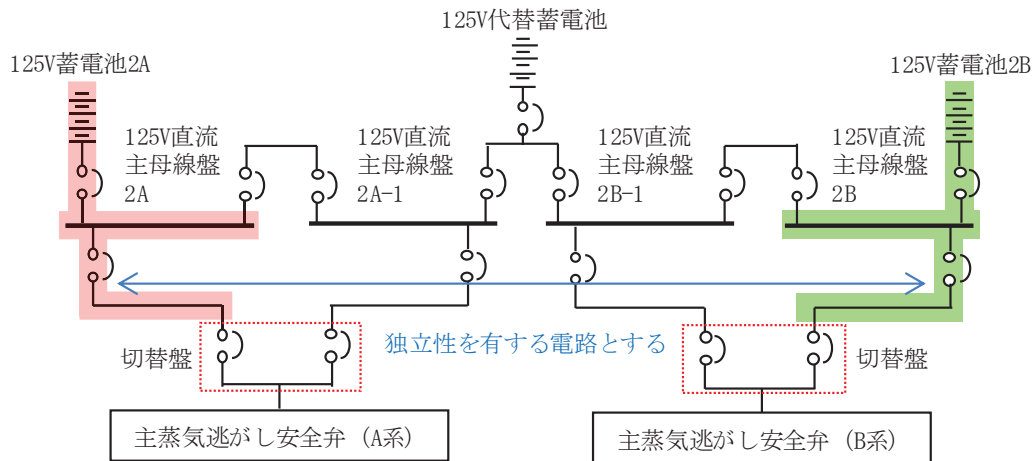 125V代替蓄電池
125V蓄電池2A
125V蓄電池2B
125V直流
主母線盤
2A
125V直流
主母線盤
2A-1
125V直流
主母線盤
2B-1
125V直流
主母線盤
2B
独立性を有する電路とする
切替盤
切替盤
主蒸気逃がし安全弁（A系）
主蒸気逃がし安全弁（B系）